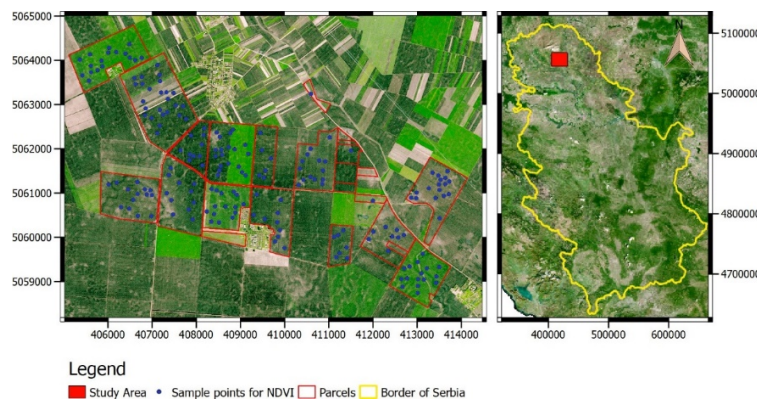 5065000
5064000
5063000
5062000
5061000
5060000
5059000
406000 407000 408000 409000 410000 411000 412000 413000 414000
N
5100000
5000000
4900000
4800000
4700000
400000 500000 600000
Legend
Study Area Sample points for NDVI Parcels Border of Serbia